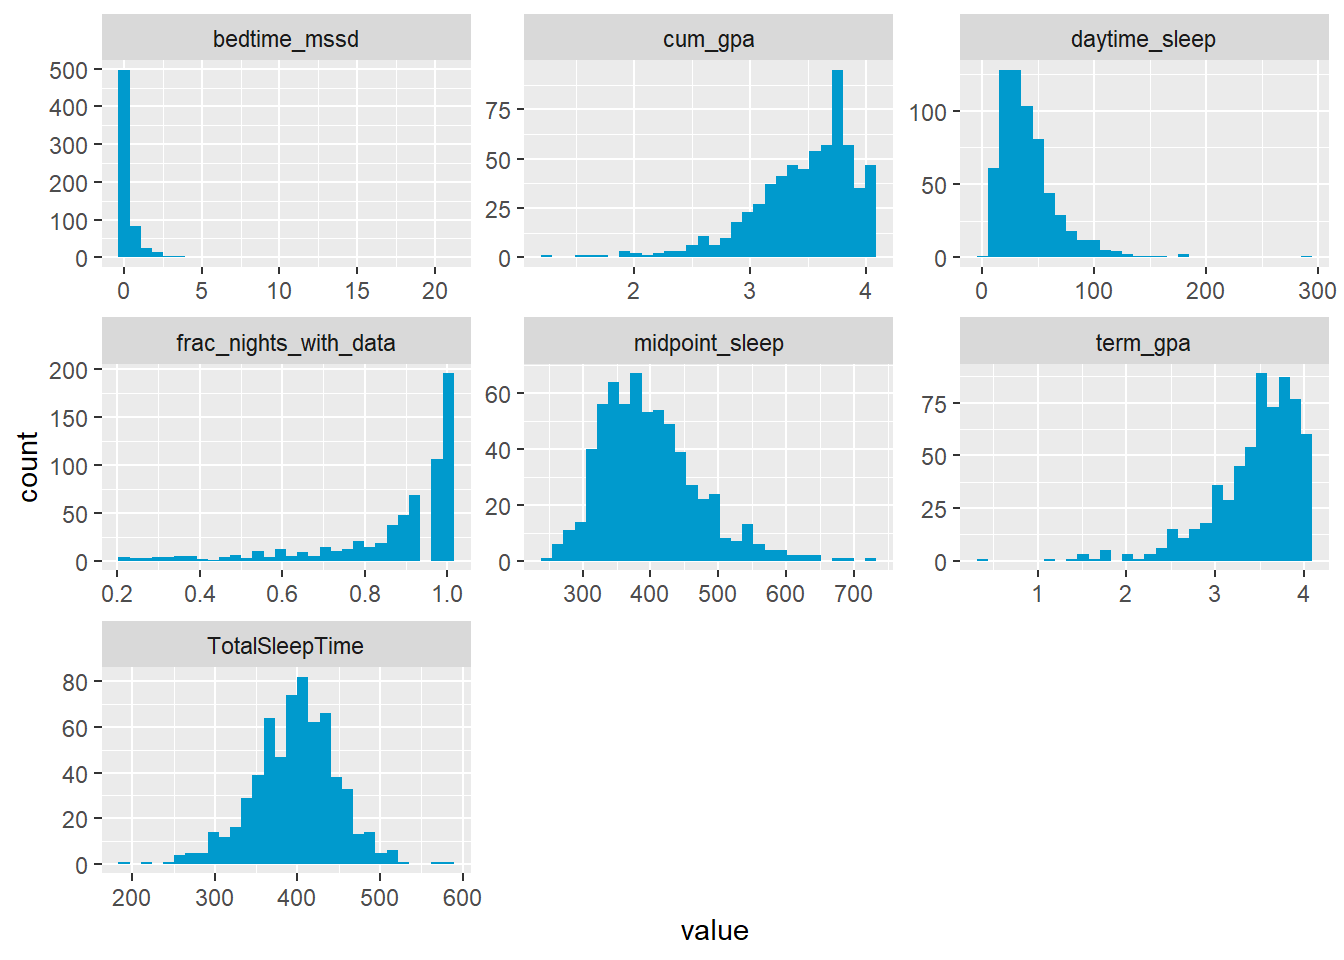 bedtime_mssd
cum_gpa
daytime_sleep
500
400
300
200
100
0
75
50
25
0
100
50
0
0 5 10 15 20
2 3 4
0 100 200 300
frac_nights_with_data
midpoint_sleep
term_gpa
200
150
100
50
0
60
40
20
0
75
50
25
0
0.2 0.4 0.6 0.8 1.0
300 400 500 600 700
1 2 3 4
count
TotalSleepTime
80
60
40
20
0
200 300 400 500 600
value